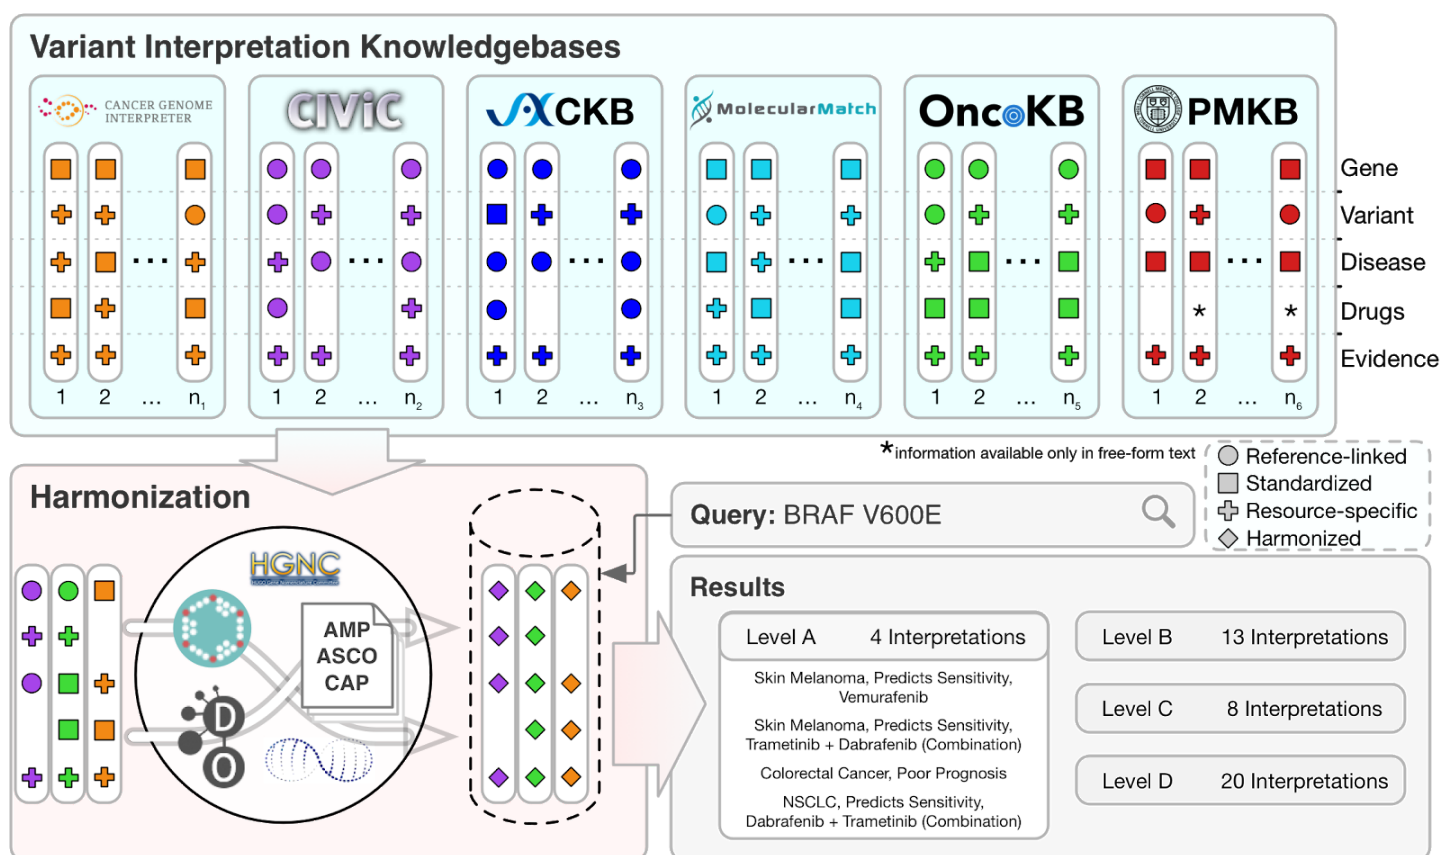 Variant Interpretation Knowledgebases
CANCER GENOME
INTERPRETER
CIViC
CKB
MolecularMatch
OncoKB
PMKB
Gene
Variant
Disease
Drugs
* *
Evidence
1 2 ... n1
1 2 ... n2
1 2 ... n3
1 2 ... n4
1 2 ... n5
1 2 ... n6
*information available only in free-form text
Reference-linked
Standardized
Resource-specific
Harmonized
Harmonization
HGNC
AMP
ASCO
CAP
D
O
Query: BRAF V600E
Results
Level A 4 Interpretations
Skin Melanoma, Predicts Sensitivity,
Vemurafenib
Skin Melanoma, Predicts Sensitivity,
Trametinib + Dabrafenib (Combination)
Colorectal Cancer, Poor Prognosis
NSCLC, Predicts Sensitivity,
Dabrafenib + Trametinib (Combination)
Level B 13 Interpretations
Level C 8 Interpretations
Level D 20 Interpretations